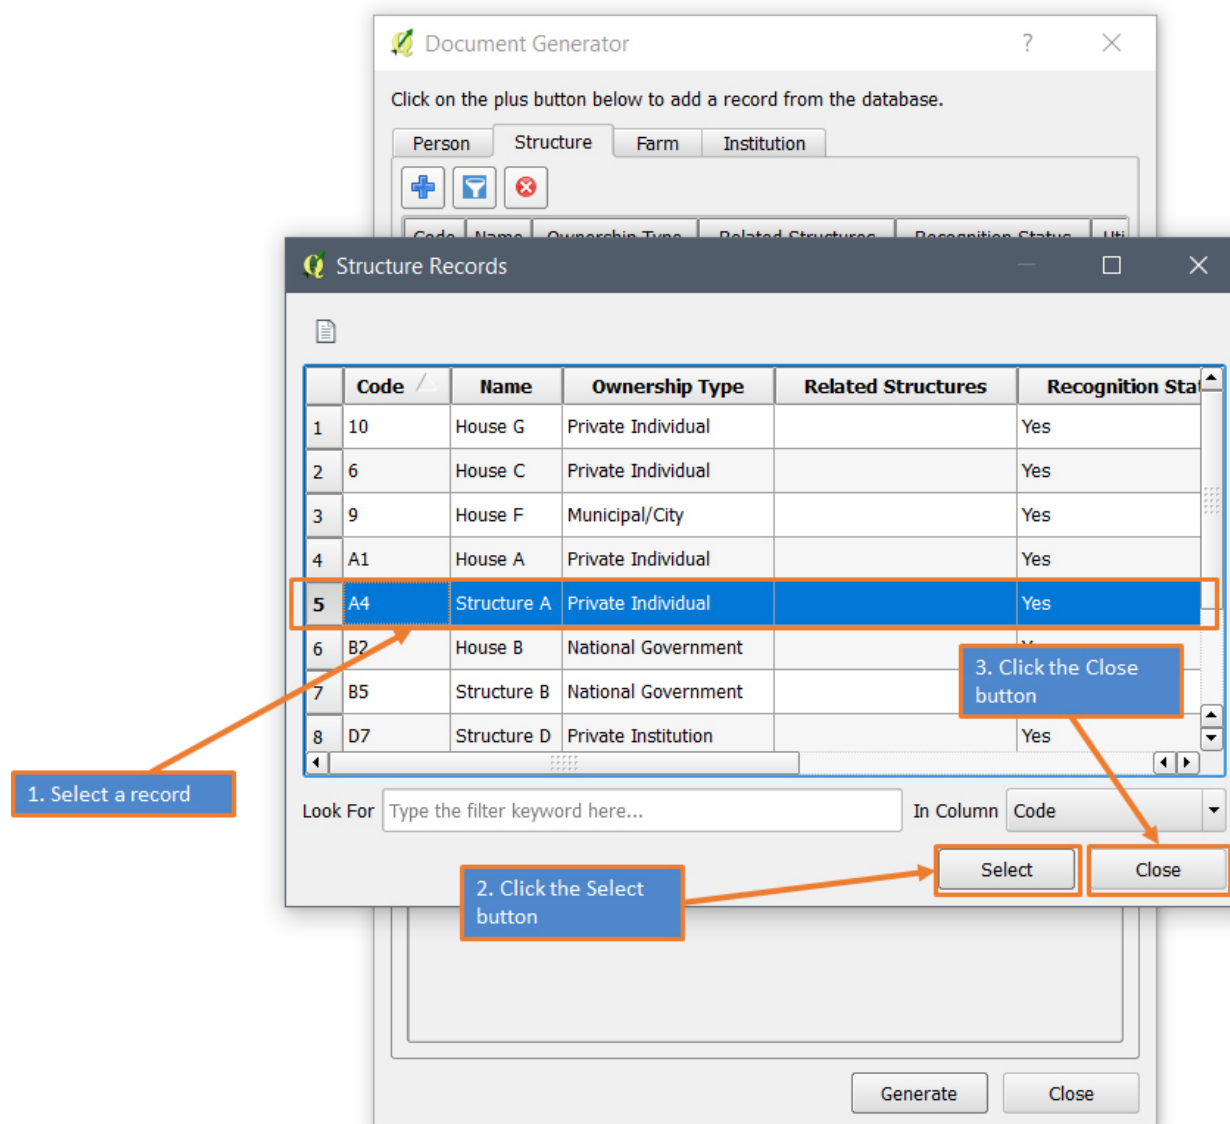 Document Generator
Click on the plus button below to add a record from the database.
Person Structure Farm Institution
Structure Records
Code Name Ownership Type Related Structures Recognition Stat
1 10 House G Private Individual Yes
2 6 House C Private Individual Yes
3 9 House F Municipal/City Yes
4 A1 House A Private Individual Yes
5 A4 Structure A Private Individual Yes
6 B2 House B National Government
7 B5 Structure B National Government
8 D7 Structure D Private Institution Yes
3. Click the Close
button
1. Select a record
Look For Type the filter keyword here... In Column Code
Select Close
2. Click the Select
button
Generate Close